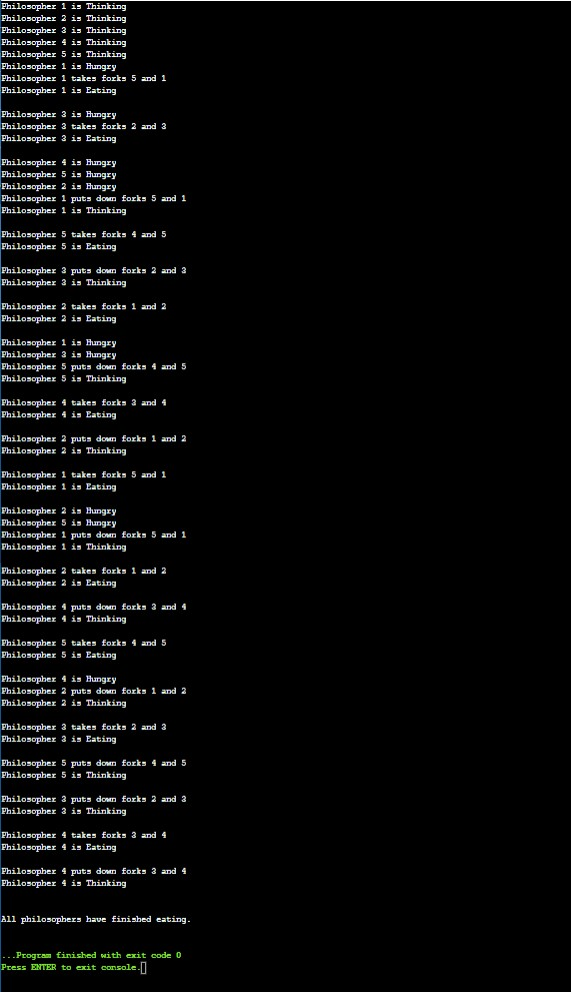 Philosopher 1 is Thinking
Philosopher 2 is Thinking
Philosopher 3 is Thinking
Philosopher 4 is Thinking
Philosopher 5 is Thinking
Philosopher 1 is Hungry
Philosopher 1 takes forks 5 and 1
Philosopher 1 is Eating
Philosopher 3 is Hungry
Philosopher 3 takes forks 2 and 3
Philosopher 3 is Eating
Philosopher 4 is Hungry
Philosopher 5 is Hungry
Philosopher 2 is Hungry
Philosopher 1 puts down forks 5 and 1
Philosopher 1 is Thinking
Philosopher 5 takes forks 4 and 5
Philosopher 5 is Eating
Philosopher 3 puts down forks 2 and 3
Philosopher 3 is Thinking
Philosopher 2 takes forks 1 and 2
Philosopher 2 is Eating
Philosopher 1 is Hungry
Philosopher 3 is Hungry
Philosopher 5 puts down forks 4 and 5
Philosopher 5 is Thinking
Philosopher 4 takes forks 3 and 4
Philosopher 4 is Eating
Philosopher 2 puts down forks 1 and 2
Philosopher 2 is Thinking
Philosopher 1 takes forks 5 and 1
Philosopher 1 is Eating
Philosopher 2 is Hungry
Philosopher 5 is Hungry
Philosopher 1 puts down forks 5 and 1
Philosopher 1 is Thinking
Philosopher 2 takes forks 1 and 2
Philosopher 2 is Eating
Philosopher 4 puts down forks 3 and 4
Philosopher 4 is Thinking
Philosopher 5 takes forks 4 and 5
Philosopher 5 is Eating
Philosopher 4 is Hungry
Philosopher 2 puts down forks 1 and 2
Philosopher 2 is Thinking
Philosopher 3 takes forks 2 and 3
Philosopher 3 is Eating
Philosopher 5 puts down forks 4 and 5
Philosopher 5 is Thinking
Philosopher 3 puts down forks 2 and 3
Philosopher 3 is Thinking
Philosopher 4 takes forks 3 and 4
Philosopher 4 is Eating
Philosopher 4 puts down forks 3 and 4
Philosopher 4 is Thinking
All philosophers have finished eating.
...Program finished with exit code 0
Press ENTER to exit console.